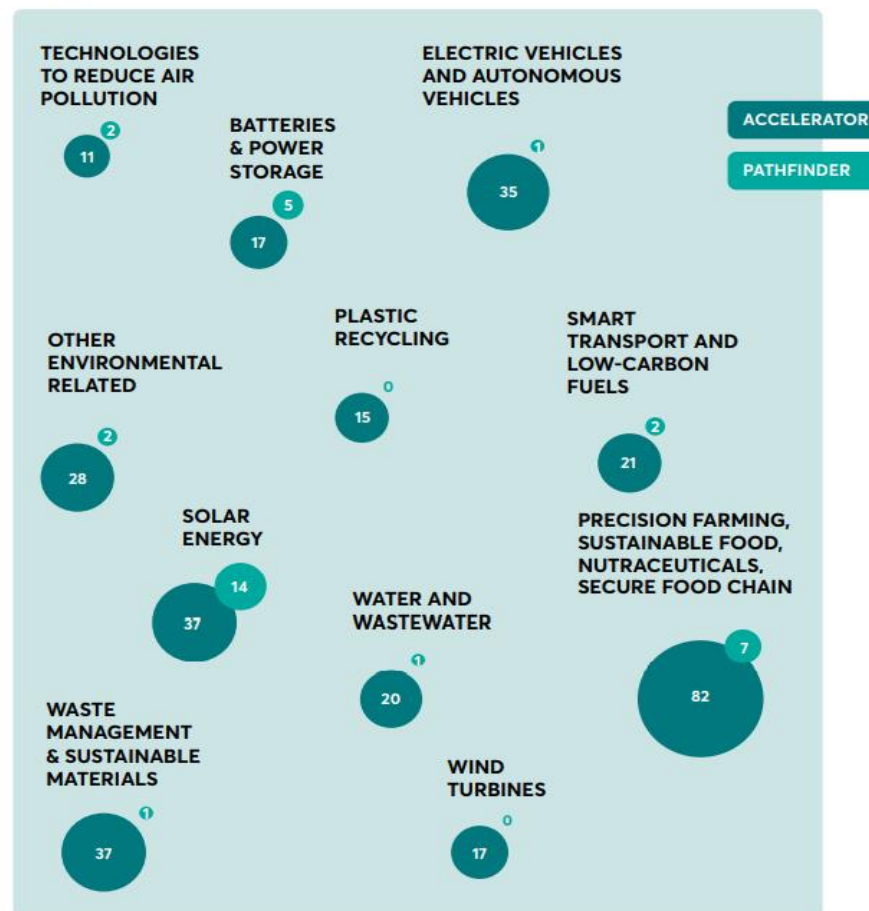 TECHNOLOGIES
TO REDUCE AIR
POLLUTION
2
11
BATTERIES
& POWER
STORAGE
5
17
ELECTRIC VEHICLES
AND AUTONOMOUS
VEHICLES
1
35
ACCELERATOR
PATHFINDER
OTHER
ENVIRONMENTAL
RELATED
2
28
PLASTIC
RECYCLING
0
15
SMART
TRANSPORT AND
LOW-CARBON
FUELS
2
21
SOLAR
ENERGY
14
37
WATER AND
WASTEWATER
1
20
PRECISION FARMING,
SUSTAINABLE FOOD,
NUTRACEUTICALS,
SECURE FOOD CHAIN
7
82
WASTE
MANAGEMENT
& SUSTAINABLE
MATERIALS
1
37
WIND
TURBINES
0
17